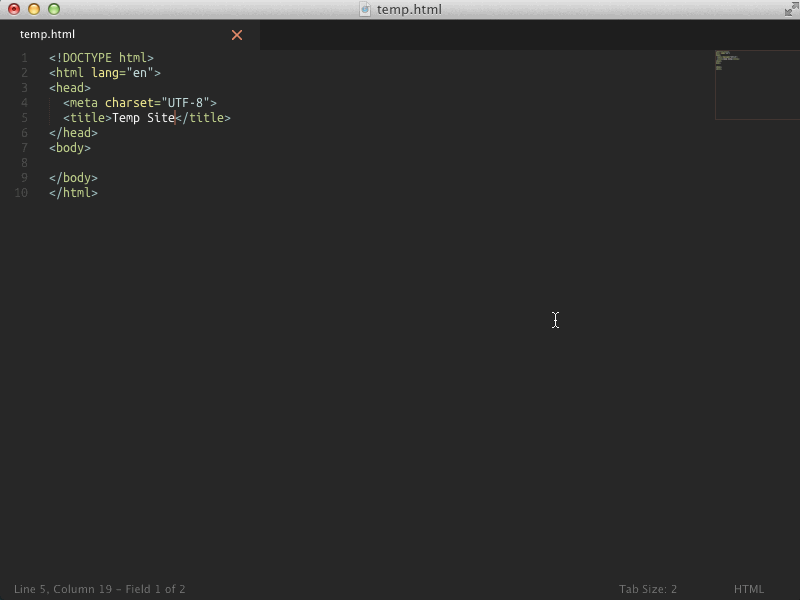 temp.html
temp.html
1 <!DOCTYPE html>
2 <html lang="en">
3 <head>
4 <meta charset="UTF-8">
5 <title>Temp Site</title>
6 </head>
7 <body>
8
9 </body>
10 </html>
Line 5, Column 19 – Field 1 of 2 Tab Size: 2 HTML